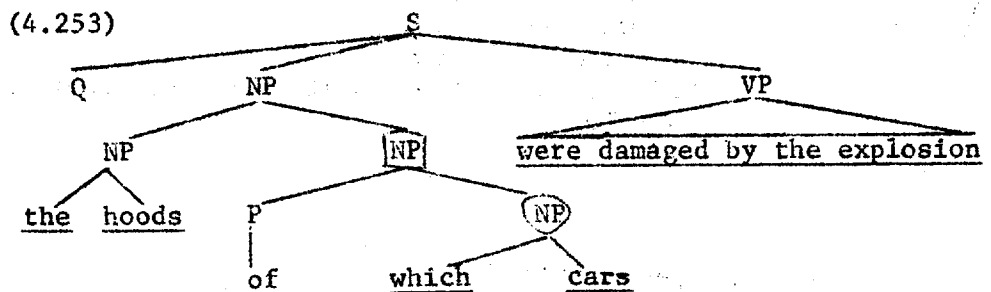 (4.253)
S
Q NP VP
NP NP were damaged by the explosion
the hoods P NP
of which cars